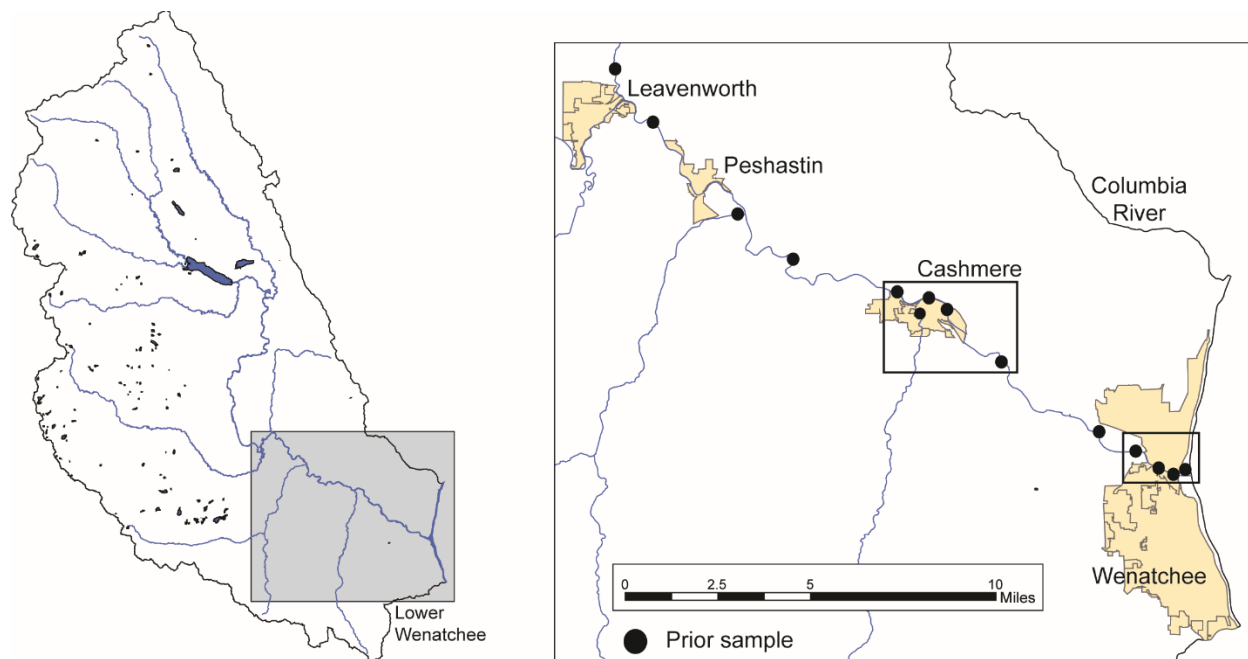 Lower
Wenatchee
Leavenworth
Peshastin
Columbia
River
Cashmere
Wenatchee
0 2.5 5 10
Miles
Prior sample